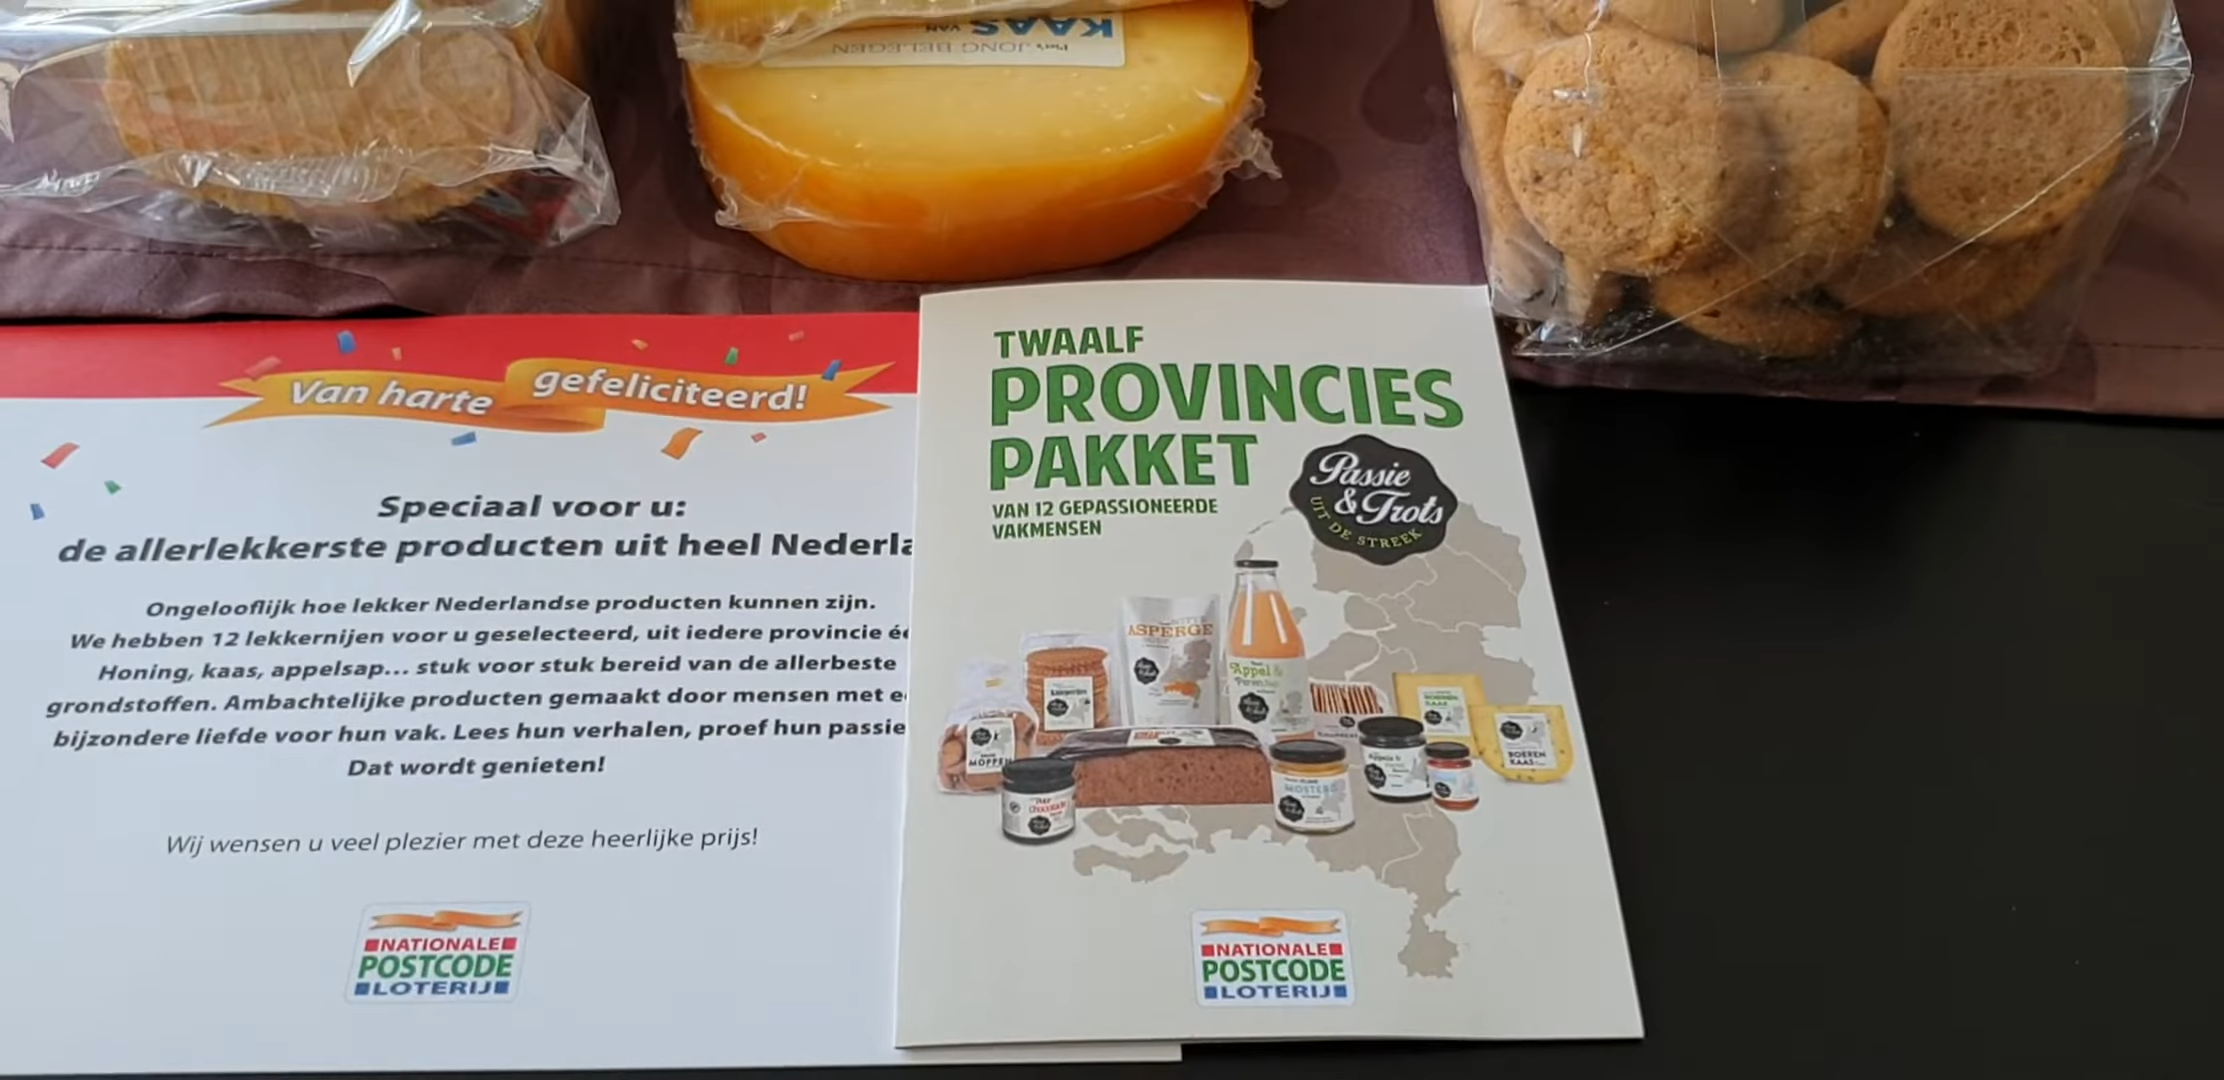 KAAS VAN
Piet's JONG BELEGEN
Van harte gefeliciteerd!
Speciaal voor u:
de allerlekkerste producten uit heel Nederla
Ongelooflijk hoe lekker Nederlandse producten kunnen zijn.
We hebben 12 lekkernijen voor u geselecteerd, uit iedere provincie é
Honing, kaas, appelsap... stuk voor stuk bereid van de allerbeste
grondstoffen. Ambachtelijke producten gemaakt door mensen met e
bijzondere liefde voor hun vak. Lees hun verhalen, proef hun passie
Dat wordt genieten!
Wij wensen u veel plezier met deze heerlijke prijs!
NATIONALE
POSTCODE
LOTERIJ
TWAALF
PROVINCIES
PAKKET
VAN 12 GEPASSIONEERDE
VAKMENSEN
Passie
& Trots
UIT DE STREEK
ASPERGE
Appel &
MOPPEN
MOSTERD
BOEREN
KAAS
BOEREN
KAAS
NATIONALE
POSTCODE
LOTERIJ